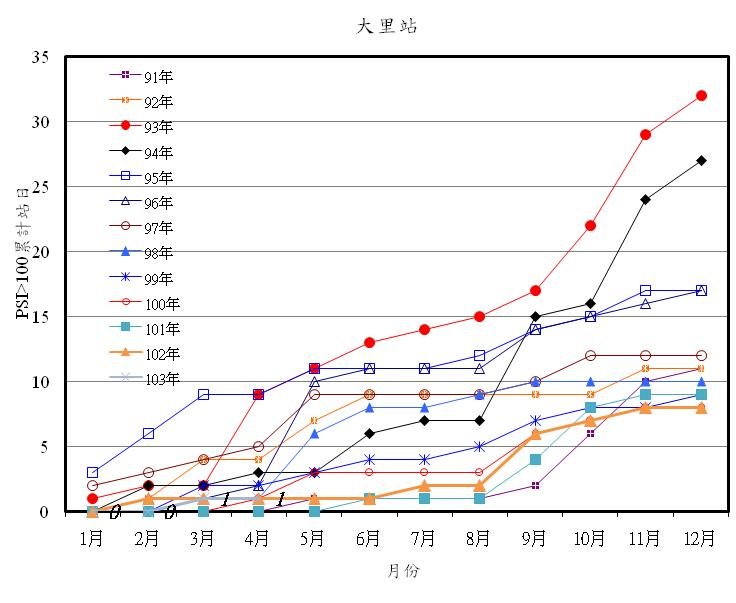 大里站
PSI>100累計站日
35
30
25
20
15
10
5
0
91年
92年
93年
94年
95年
96年
97年
98年
99年
100年
101年
102年
103年
0 0 1 1
1月 2月 3月 4月 5月 6月 7月 8月 9月 10月 11月 12月
月份